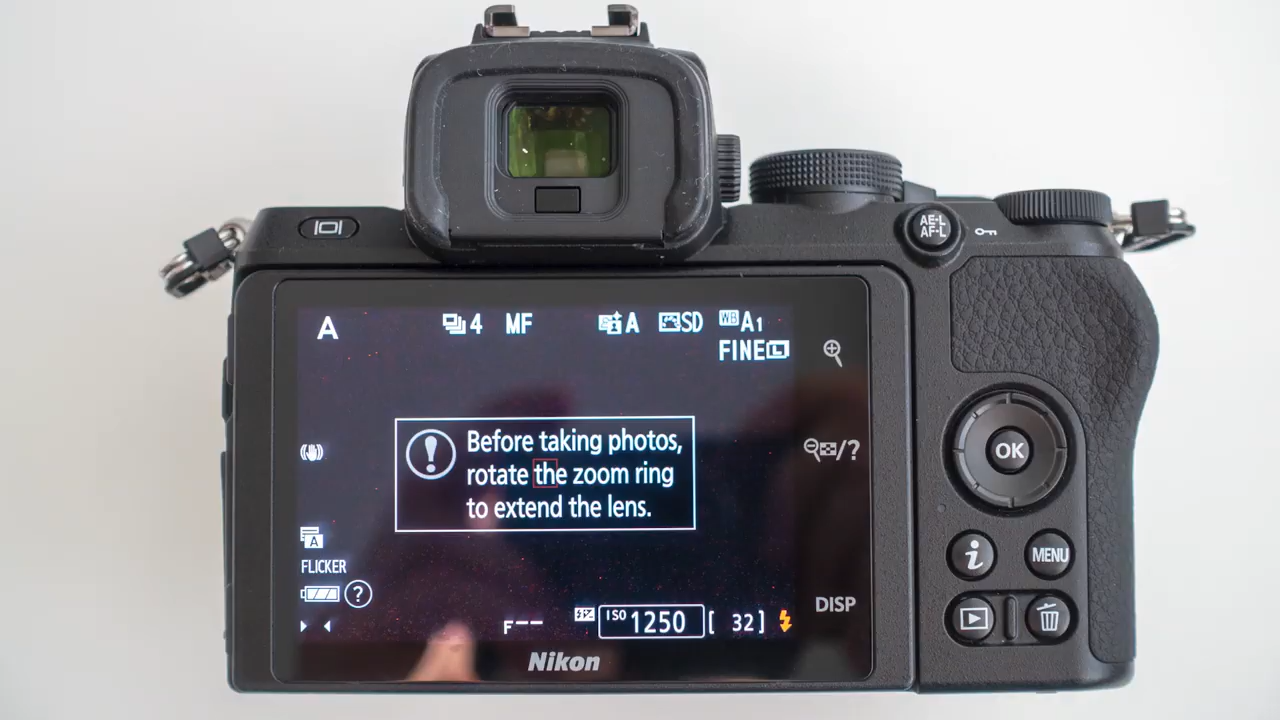 AE-L
AF-L
A 4 MF A SD WB A1
FINE L
Before taking photos,
rotate the zoom ring
to extend the lens.
OK
/?
A
FLICKER
i MENU
?
DISP
F-- ISO 1250 [ 32]
Nikon